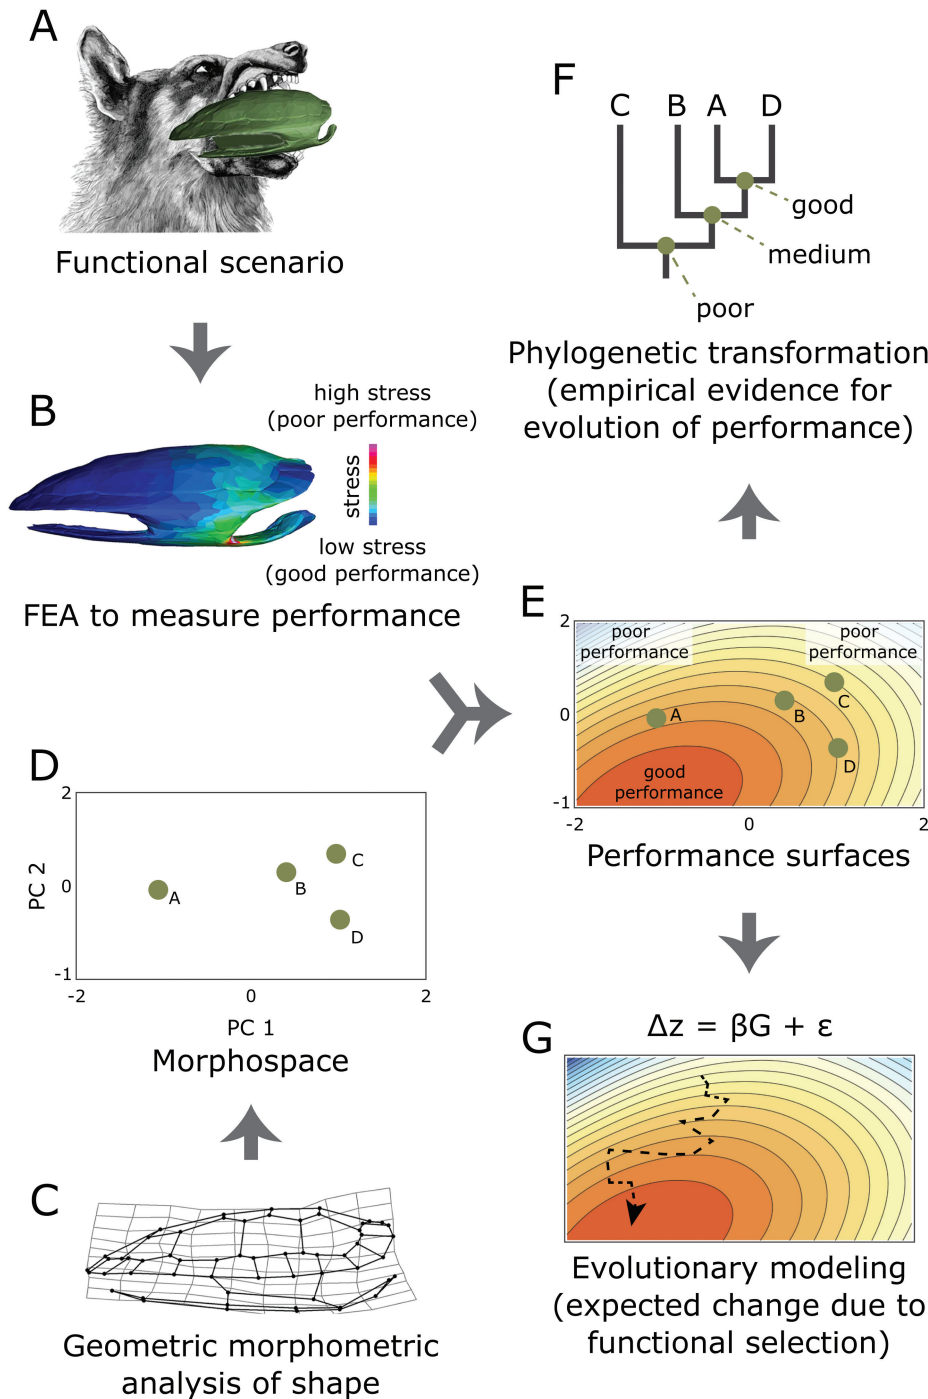 A
Functional scenario
B
high stress
(poor performance)
stress
low stress
(good performance)
FEA to measure performance
D
2
0
-1
PC 2
A
B
C
D
-2
0
2
PC 1
Morphospace
C
Geometric morphometric
analysis of shape
F
C
B
A
D
good
medium
poor
Phylogenetic transformation
(empirical evidence for
evolution of performance)
E
2
0
-1
poor
performance
poor
performance
A
B
C
D
good
performance
-2
0
2
Performance surfaces
Δz = βG + ε
G
Evolutionary modeling
(expected change due to
functional selection)